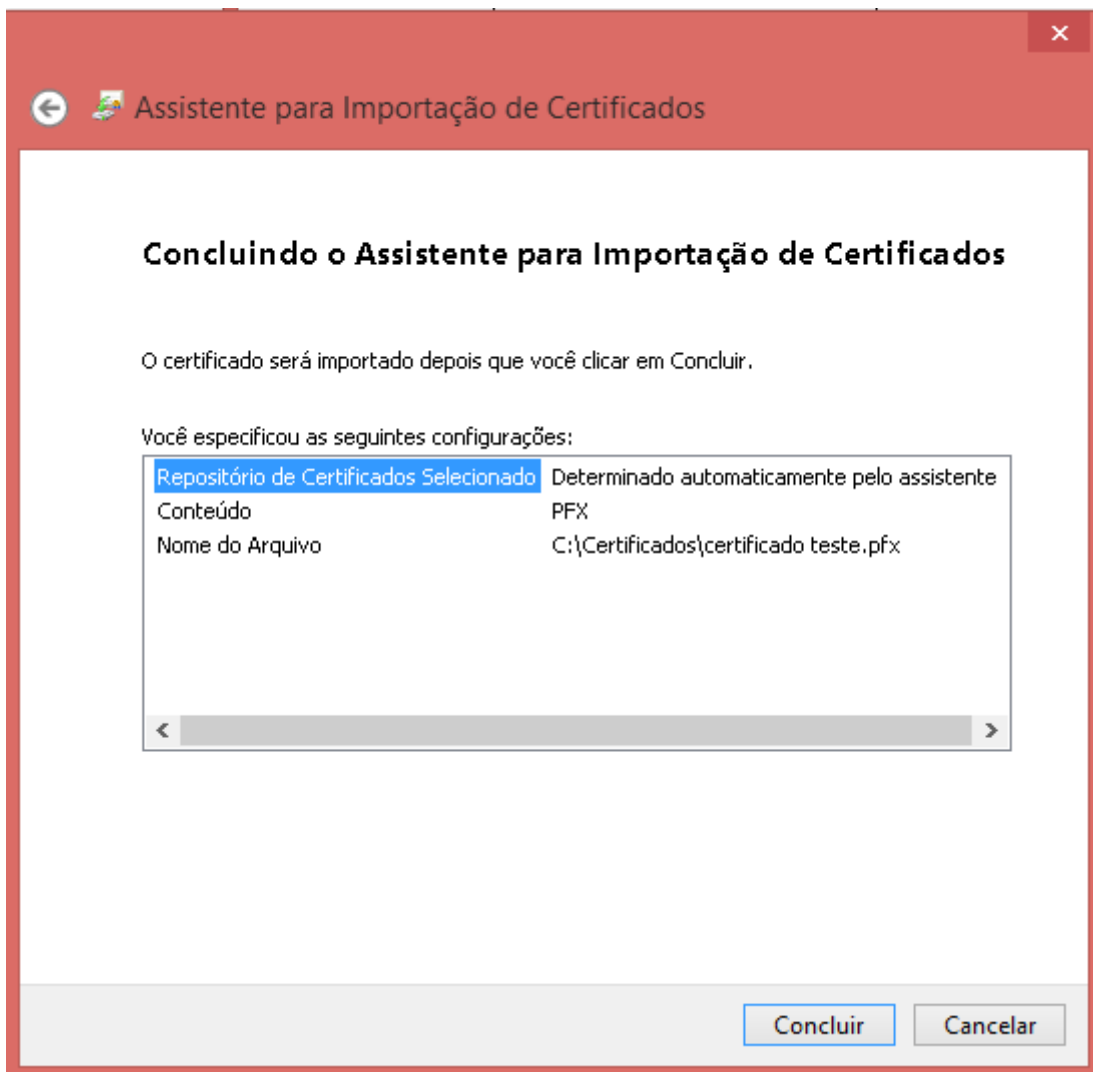 Assistente para Importação de Certificados
Concluindo o Assistente para Importação de Certificados
O certificado será importado depois que você clicar em Concluir.
Você especificou as seguintes configurações:
Repositório de Certificados Selecionado Determinado automaticamente pelo assistente
Conteúdo PFX
Nome do Arquivo C:\Certificados\certificado teste.pfx
Concluir Cancelar